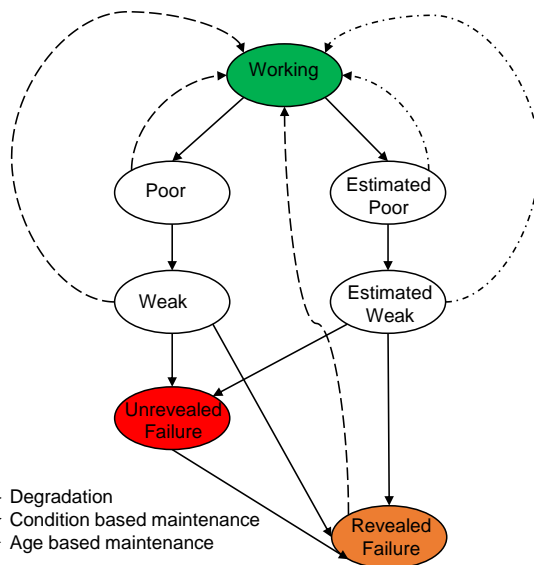 Working
Poor
Estimated
Poor
Weak
Estimated
Weak
Unrevealed
Failure
Degradation
Condition based maintenance
Age based maintenance
Revealed
Failure